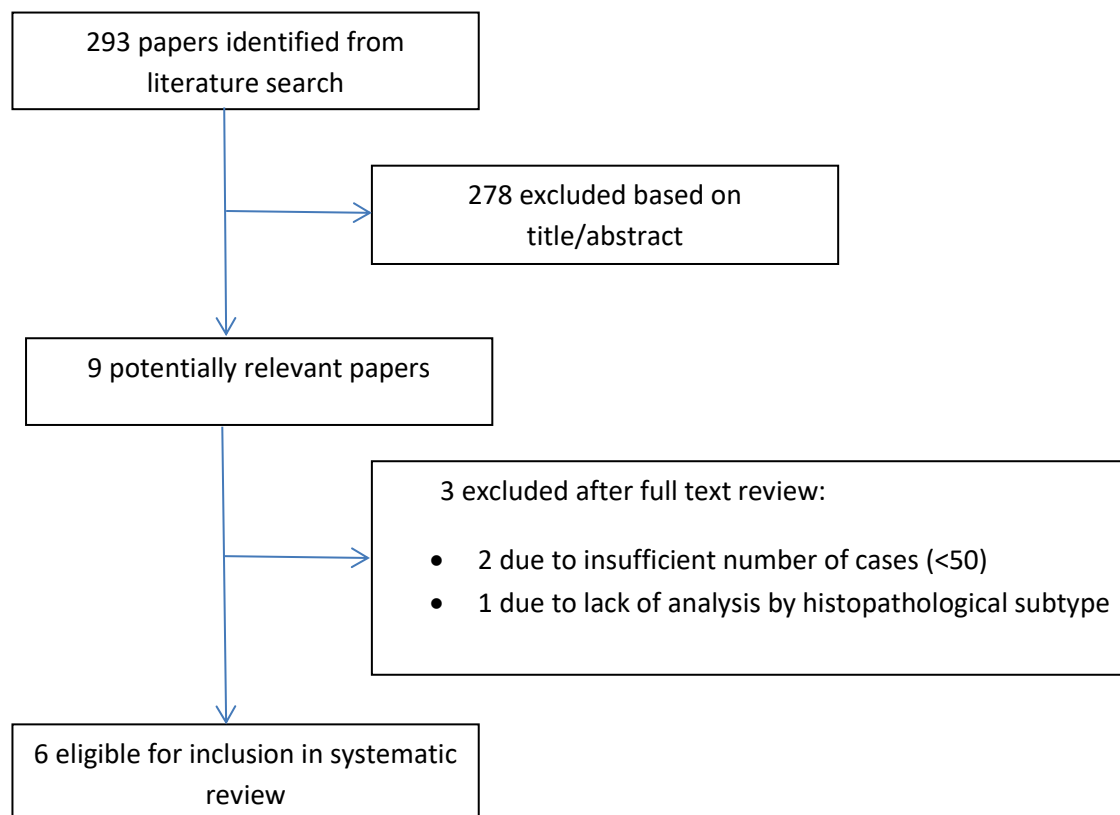 293 papers identified from
literature search
278 excluded based on
title/abstract
9 potentially relevant papers
3 excluded after full text review:
• 2 due to insufficient number of cases (<50)
• 1 due to lack of analysis by histopathological subtype
6 eligible for inclusion in systematic
review